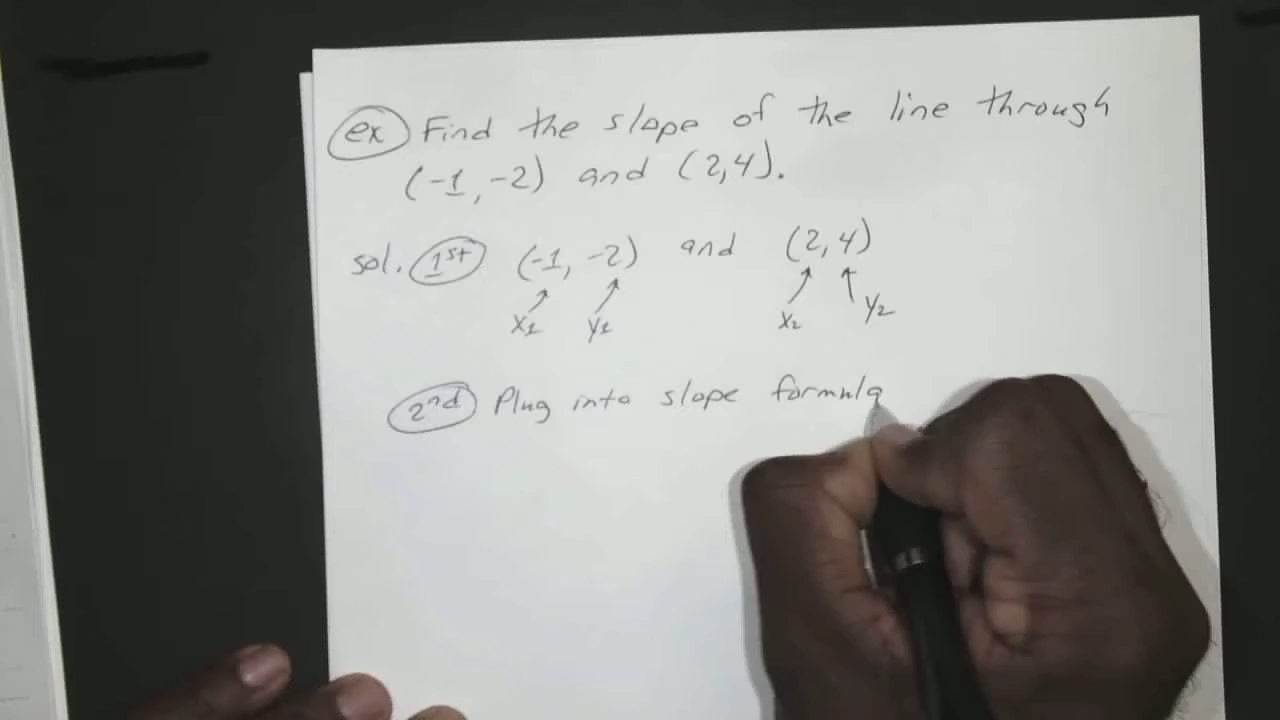 ex Find the slope of the line through
(-1, -2) and (2,4).
sol. 1st (-1, -2) and (2, 4)
x1 y1 x2 y2
2nd Plug into slope formula